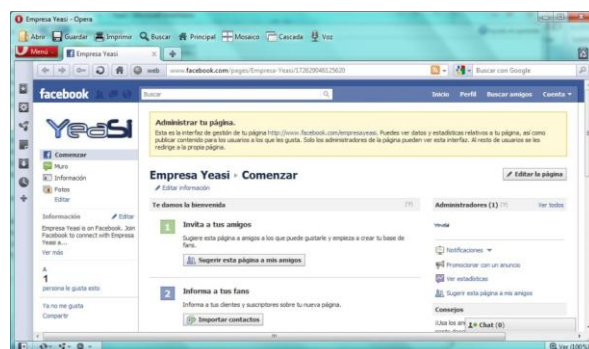 Empresa Yeasi - Opera
Abrir Guardar Imprimir Buscar Principal Mosaico Cascada Voz
Menú Empresa Yeasi
web www.facebook.com/pages/Empresa-Yeasi/172629046125620 Buscar con Google
facebook Buscar Inicio Perfil Buscar amigos Cuenta
YeaSi
Comenzar
Muro
Información
Fotos
Editar
Información Editar
Empresa Yeasi is on Facebook. Join
Facebook to connect with Empresa
Yeasi a...
Ver más
A
1
persona le gusta esto
Ya no me gusta
Compartir
Administrar tu página.
Esta es la interfaz de gestión de tu página http://www.facebook.com/empresayeasi. Puedes ver datos y estadísticas relativos a tu página, así como
publicar contenido para los usuarios a los que les gusta. Solo los administradores de la página pueden ver esta interfaz. Al resto de usuarios se les
redirige a la propia página.
Empresa Yeasi · Comenzar
Editar información
Editar la página
Te damos la bienvenida [?]
1 Invita a tus amigos
Sugiere esta página a amigos a los que puede gustarle y empieza a crear tu base de
fans.
Sugerir esta página a mis amigos
2 Informa a tus fans
Informa a tus clientes y suscriptores sobre tu nueva página.
Importar contactos
Administradores (1) [?] Ver todos
Notificaciones
Promocionar con un anuncio
Ver estadísticas
Sugerir esta página a mis amigos
Consejos
¡Usa los an
Chat (0)
Ver (100%)